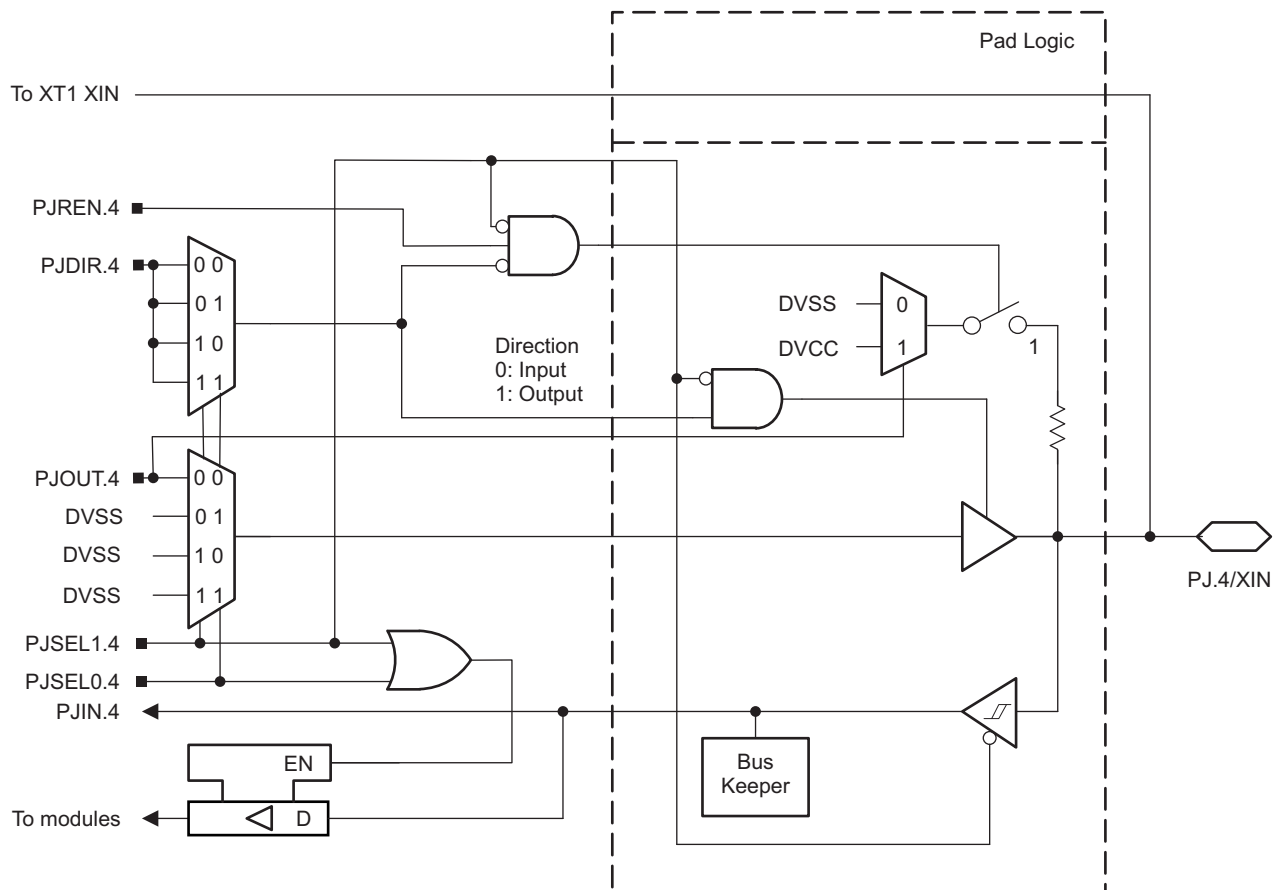 Pad Logic
To XT1 XIN
PJREN.4
PJDIR.4
0 0
0 1
1 0
1 1
DVSS
0
DVCC
1
1
Direction
0: Input
1: Output
PJOUT.4
0 0
DVSS
0 1
DVSS
1 0
DVSS
1 1
PJ.4/XIN
PJSEL1.4
PJSEL0.4
PJIN.4
EN
Bus
Keeper
To modules
D